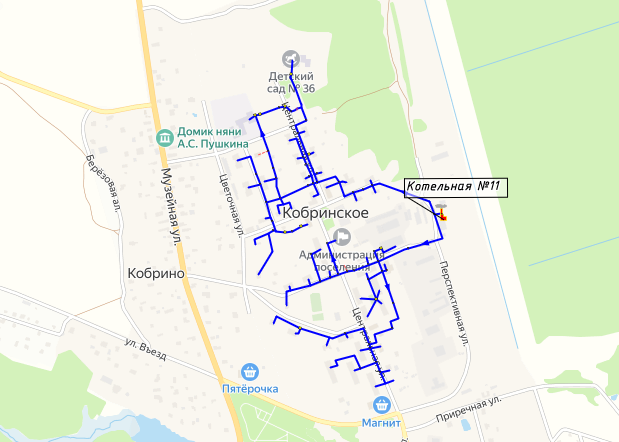 Детский
сад № 36
Домик няни
А.С. Пушкина
Берёзовая ал.
Музейная ул.
Цветочная ул.
Котельная №11
Кобринское
Администрация
поселения
Кобрино
Перспективная ул.
ул. Въезд
Пятёрочка
Магнит
Приречная ул.